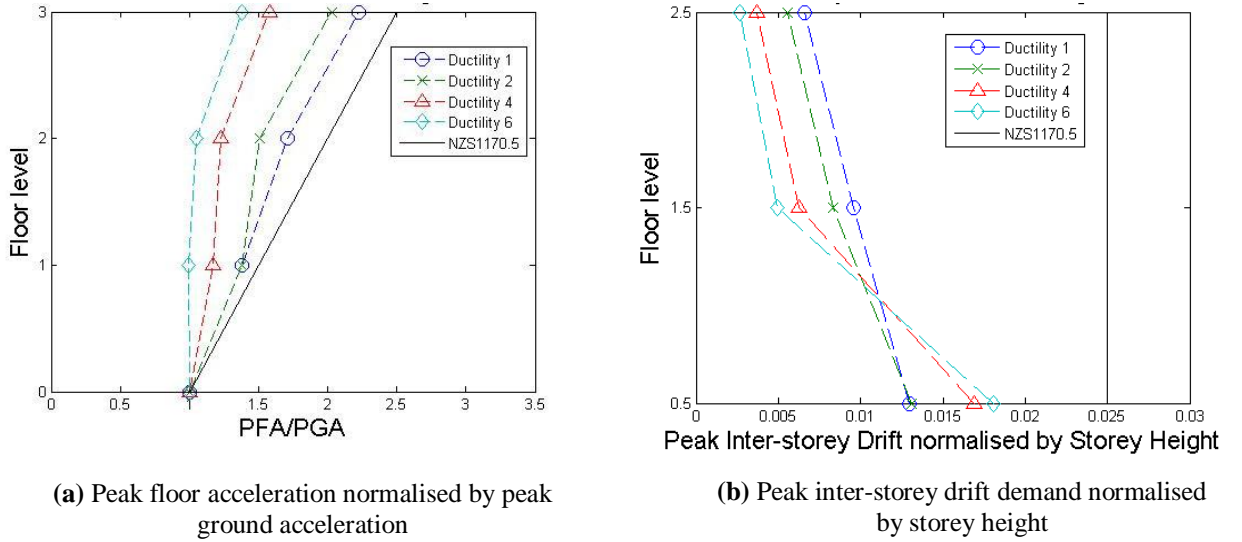 Ductility 1
Ductility 2
Ductility 4
Ductility 6
NZS1170.5
Floor level
3
2
1
0
0
0.5
1
1.5
2
2.5
3
3.5
PFA/PGA
(a) Peak floor acceleration normalised by peak
ground acceleration
Ductility 1
Ductility 2
Ductility 4
Ductility 6
NZS1170.5
Floor level
2.5
1.5
0.5
0
0.005
0.01
0.015
0.02
0.025
0.03
Peak Inter-storey Drift normalised by Storey Height
(b) Peak inter-storey drift demand normalised
by storey height